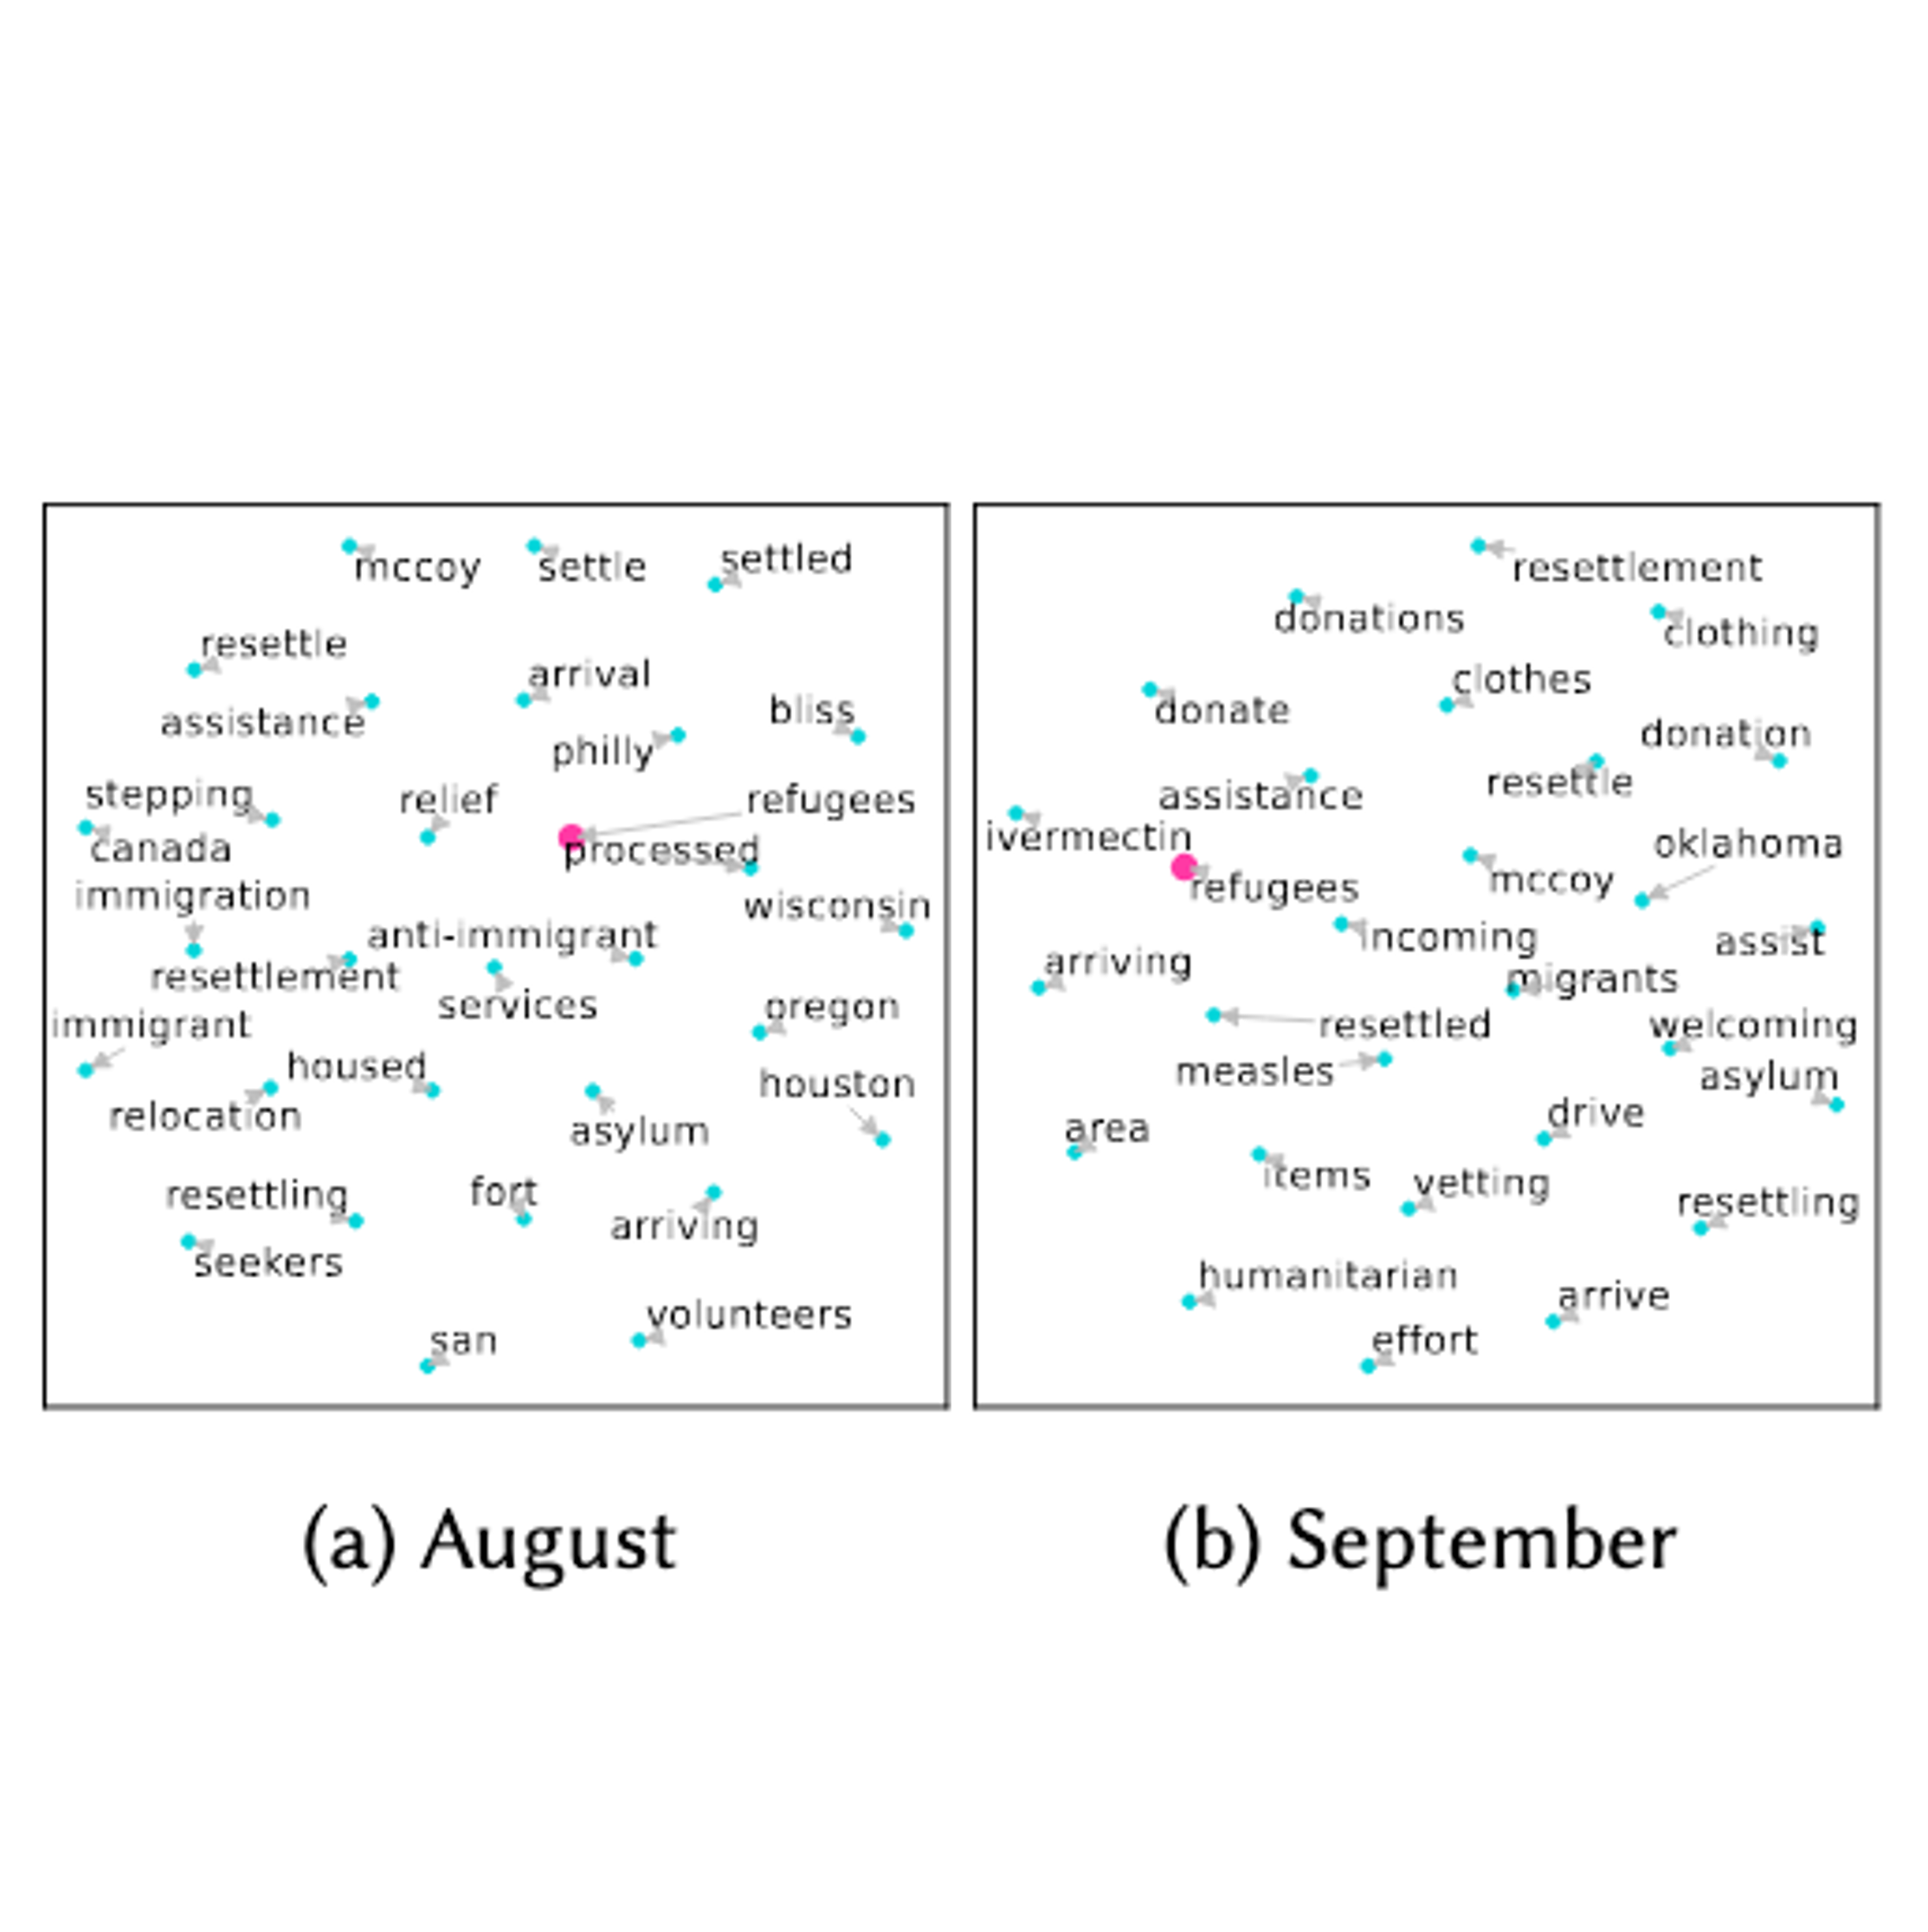 mccoy
settle
settled
resettle
arrival
assistance
bliss
philly
stepping
relief
refugees
canada
processed
immigration
wisconsin
anti-immigrant
resettlement
services
oregon
immigrant
housed
houston
relocation
asylum
resettling
fort
arriving
seekers
volunteers
san
(a) August
resettlement
donations
clothing
clothes
donate
donation
resettle
assistance
ivermectin
oklahoma
mccoy
refugees
incoming
assist
arriving
migrants
resettled
welcoming
measles
asylum
drive
area
items
vetting
resettling
humanitarian
arrive
effort
(b) September